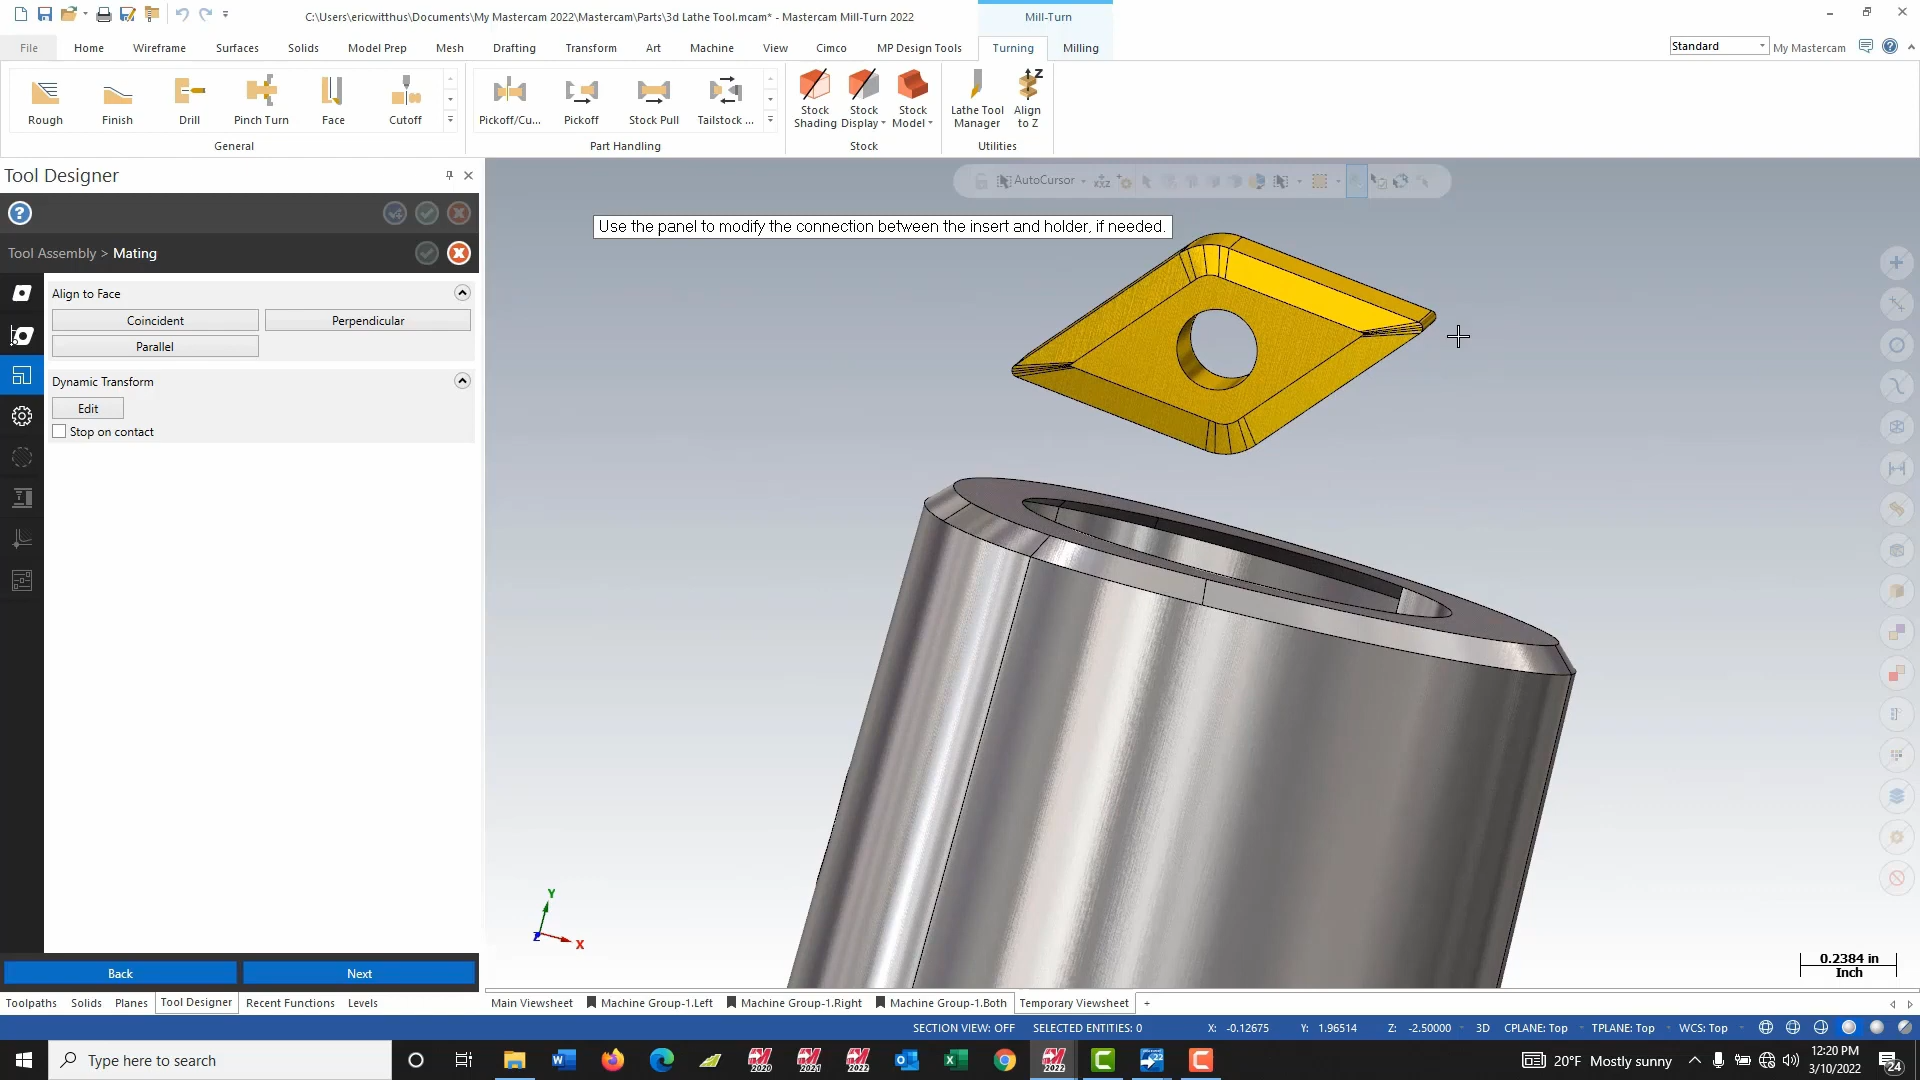 C:\Users\ericwitthus\Documents\My Mastercam 2022\Mastercam\Parts\3d Lathe Tool.mcam* - Mastercam Mill-Turn 2022
Mill-Turn
File Home Wireframe Surfaces Solids Model Prep Mesh Drafting Transform Art Machine View Cimco MP Design Tools Turning Milling
Standard My Mastercam
Rough Finish Drill Pinch Turn Face Cutoff
Pickoff/Cu... Pickoff Stock Pull Tailstock ...
Stock Shading
Stock Display
Stock Model
Lathe Tool Manager
Align to Z
General Part Handling Stock Utilities
Tool Designer
AutoCursor
Use the panel to modify the connection between the insert and holder, if needed.
Tool Assembly > Mating
Align to Face
Coincident Perpendicular
Parallel
Dynamic Transform
Edit
Stop on contact
Y
Z X
0.2384 in
Inch
Back Next
Toolpaths Solids Planes Tool Designer Recent Functions Levels
Main Viewsheet Machine Group-1.Left Machine Group-1.Right Machine Group-1.Both Temporary Viewsheet +
SECTION VIEW: OFF SELECTED ENTITIES: 0 X: -0.12675 Y: 1.96514 Z: -2.50000 3D CPLANE: Top TPLANE: Top WCS: Top
Type here to search
2020 2021 2022 2022 22
20°F Mostly sunny
12:20 PM
3/10/2022
24